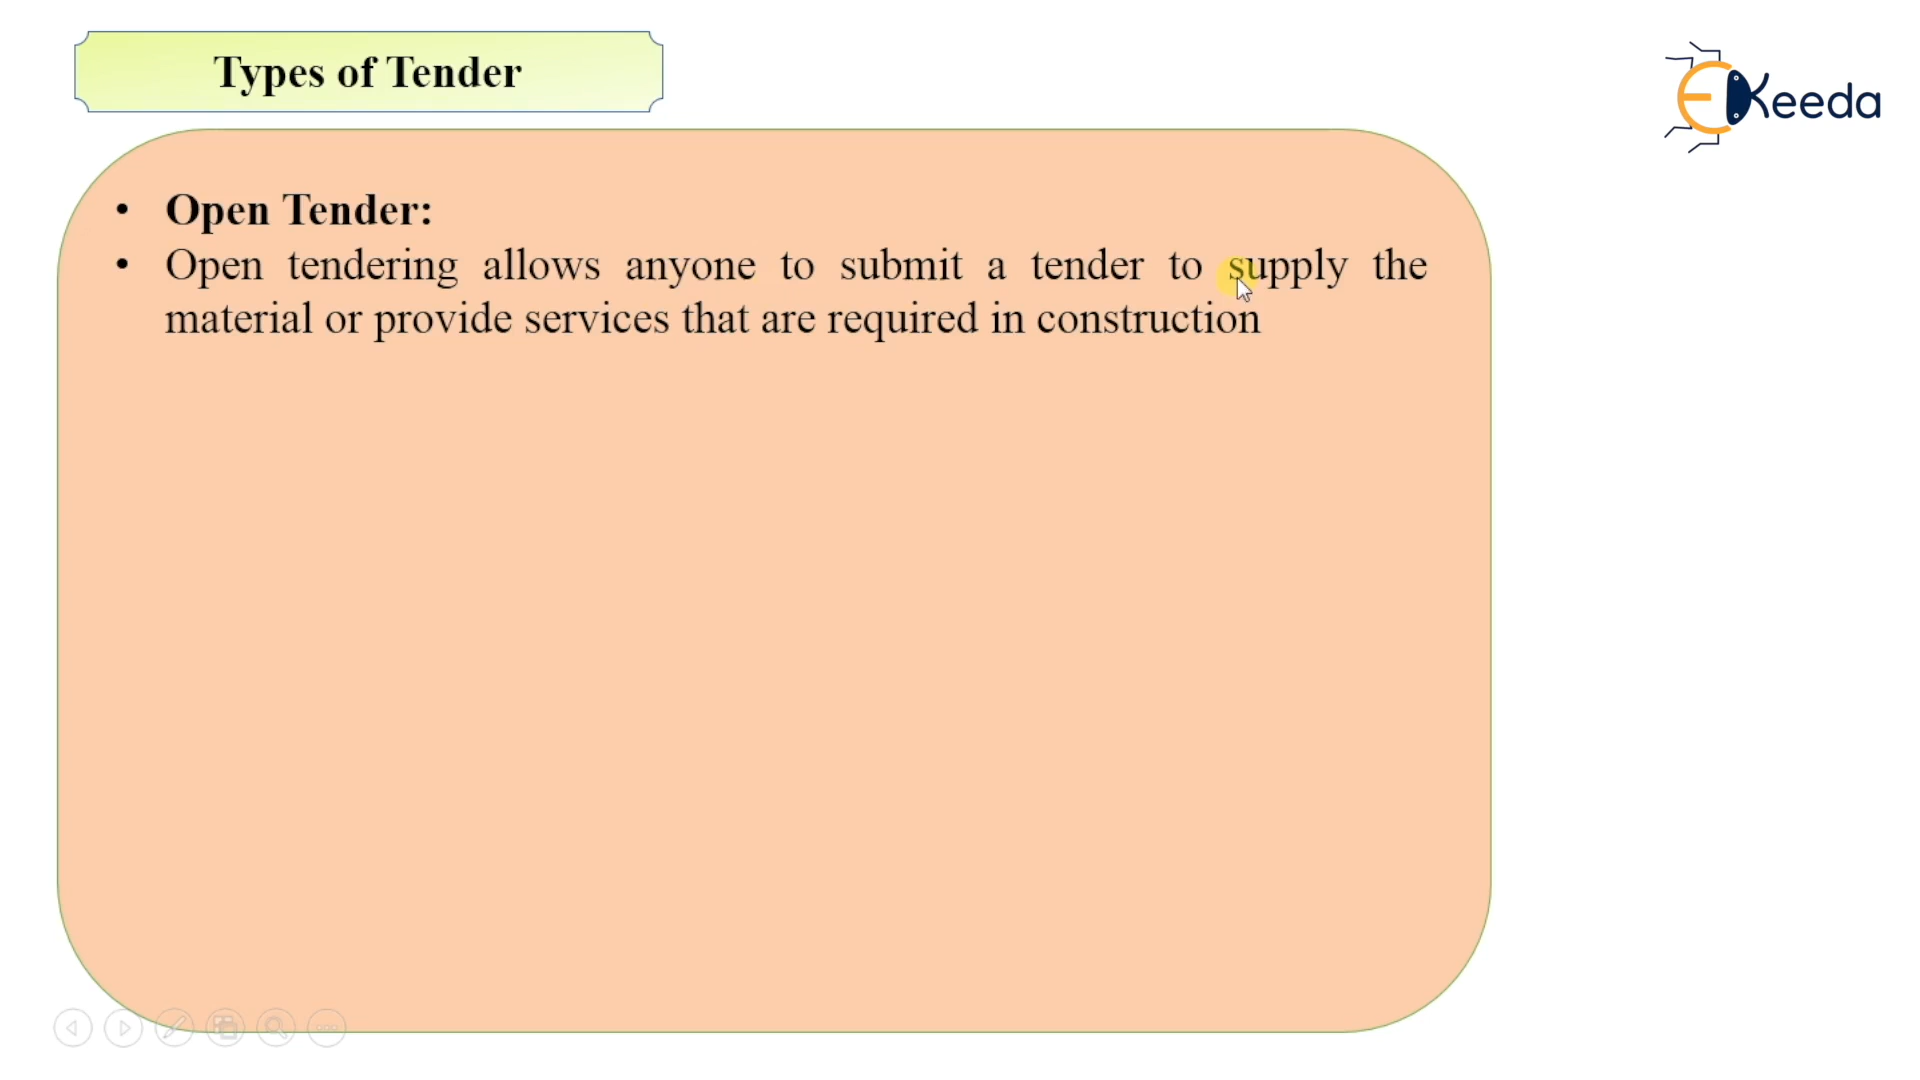 Types of Tender
EKeeda
• Open Tender:
• Open tendering allows anyone to submit a tender to supply the
material or provide services that are required in construction